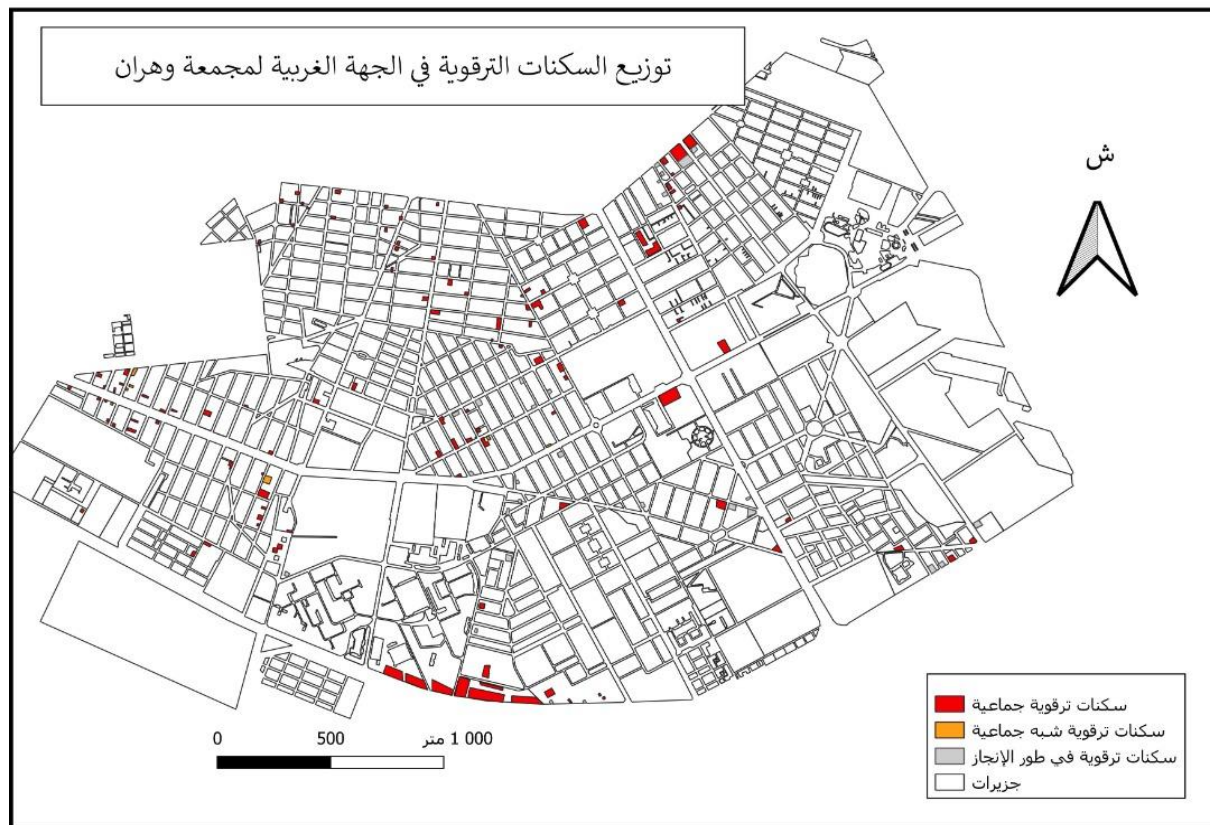 توزيع السكنات الترقوية في الجهة الغربية لمجمعة وهران
ش
0 500 1 000 متر
سكنات ترقوية جماعية
سكنات ترقوية شبه جماعية
سكنات ترقوية في طور الإنجاز
جزيرات